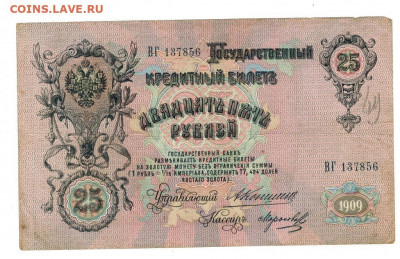 СОИНS.LAVE.RU
ВГ 137856
Государственный
25
Кредитный Билетъ
Двадцать пять
рублей
ГОСУДАРСТВЕННЫЙ БАНКЪ
РАЗМѢНИВАЕТЪ КРЕДИТНЫЕ БИЛЕТЫ
НА ЗОЛОТУЮ МОНЕТУ БЕЗЪ ОГРАНИЧЕНІЯ СУММЫ
(1 РУБЛЬ = 1/15 ИМПЕРІАЛА, СОДЕРЖИТЪ 17,424 ДОЛЕЙ
ЧИСТАГО ЗОЛОТА).
ВГ 137856
25
Управляющій
Кассиръ
1909